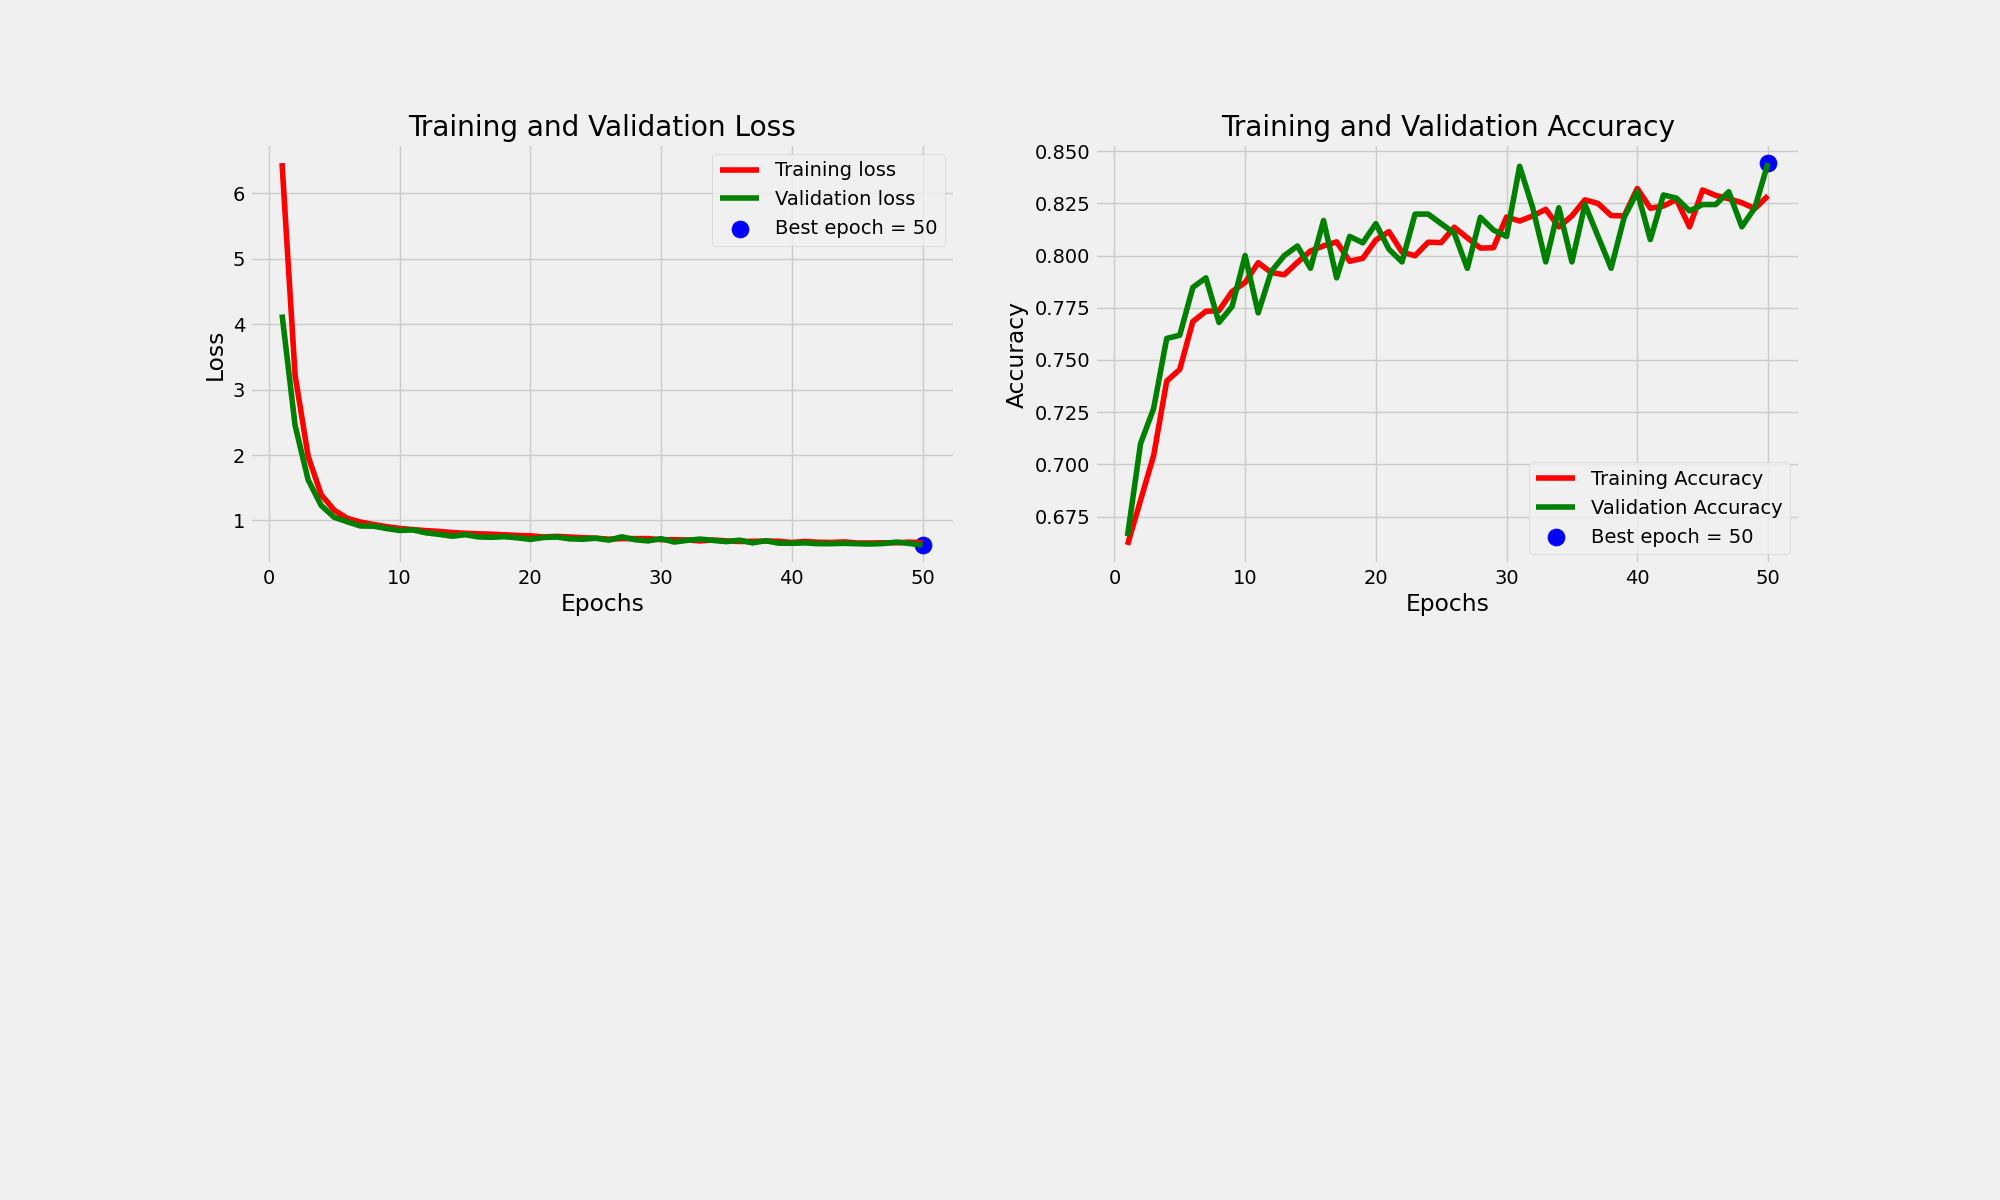 Training and Validation Loss
Training loss
Validation loss
Best epoch = 50
6
5
4
3
2
1
Loss
0 10 20 30 40 50
Epochs
Training and Validation Accuracy
0.850
0.825
0.800
0.775
0.750
0.725
0.700
0.675
Accuracy
Training Accuracy
Validation Accuracy
Best epoch = 50
0 10 20 30 40 50
Epochs